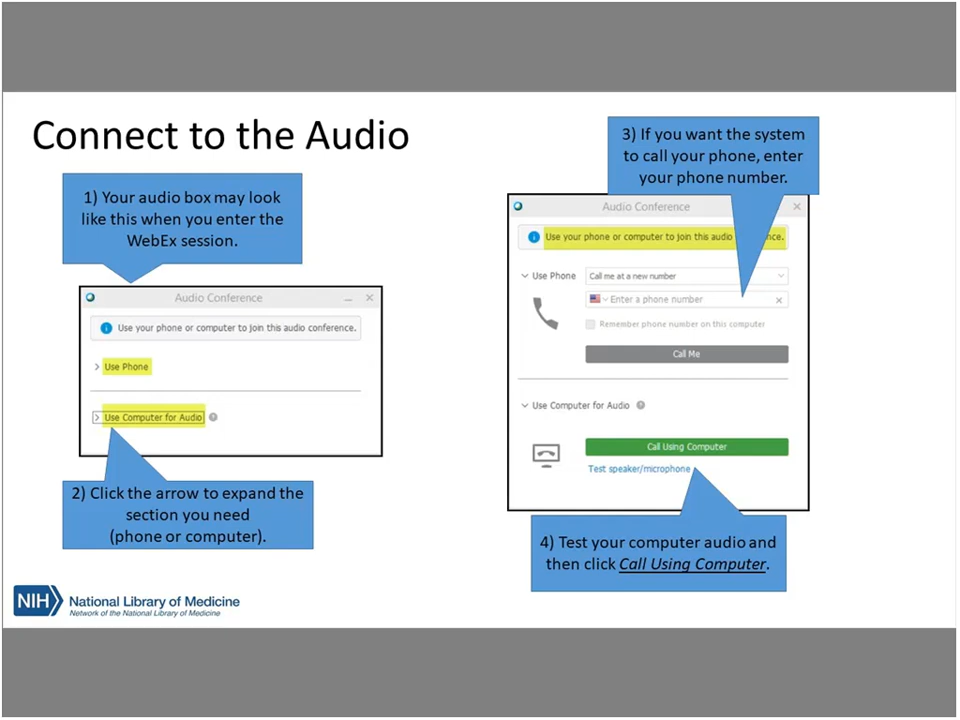 Connect to the Audio
1) Your audio box may look
like this when you enter the
WebEx session.
Audio Conference
Use your phone or computer to join this audio conference.
Use Phone
Use Computer for Audio
2) Click the arrow to expand the
section you need
(phone or computer).
3) If you want the system
to call your phone, enter
your phone number.
Audio Conference
Use your phone or computer to join this audio ence.
Use Phone
Call me at a new number
Enter a phone number
Remember phone number on this computer
Call Me
Use Computer for Audio
Call Using Computer
Test speaker/microphone
4) Test your computer audio and
then click Call Using Computer.
NIH National Library of Medicine
Network of the National Library of Medicine